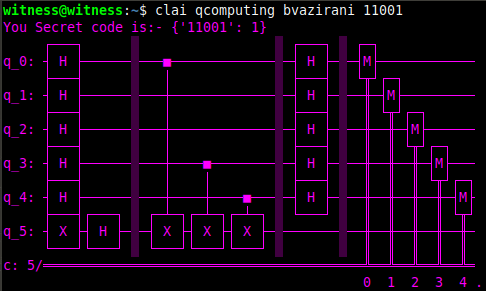 witness@witness:~$ clai qcomputing bvazirani 11001
You Secret code is:- {'11001': 1}
q_0: H H M
q_1: H H M
q_2: H H M
q_3: H H M
q_4: H H M
q_5: X H X X X
c: 5/
0 1 2 3 4 .